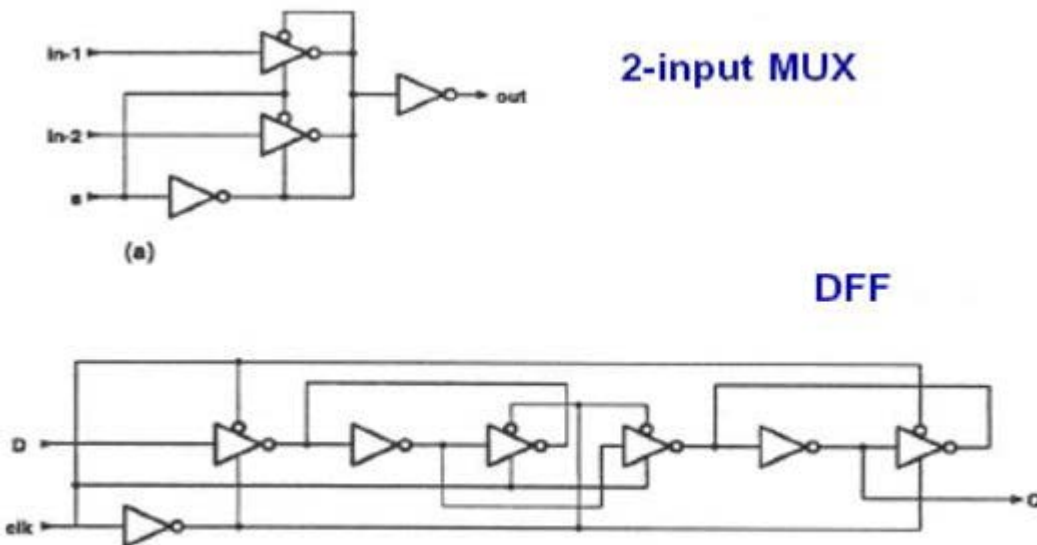 in-1
2-input MUX
out
in-2
s
(a)
DFF
D
Q
clk